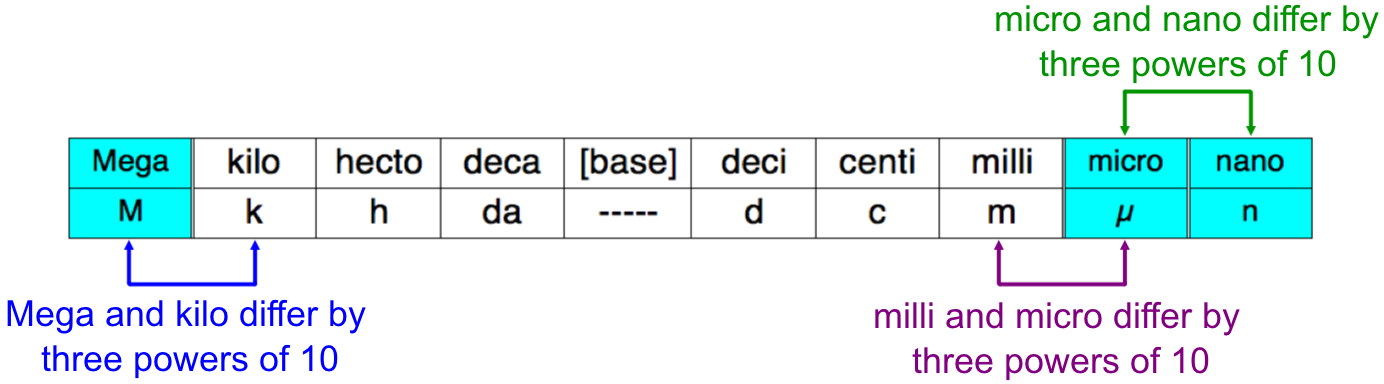 micro and nano differ by
three powers of 10
Mega kilo hecto deca [base] deci centi milli micro nano
M k h da ----- d c m μ n
Mega and kilo differ by
three powers of 10
milli and micro differ by
three powers of 10